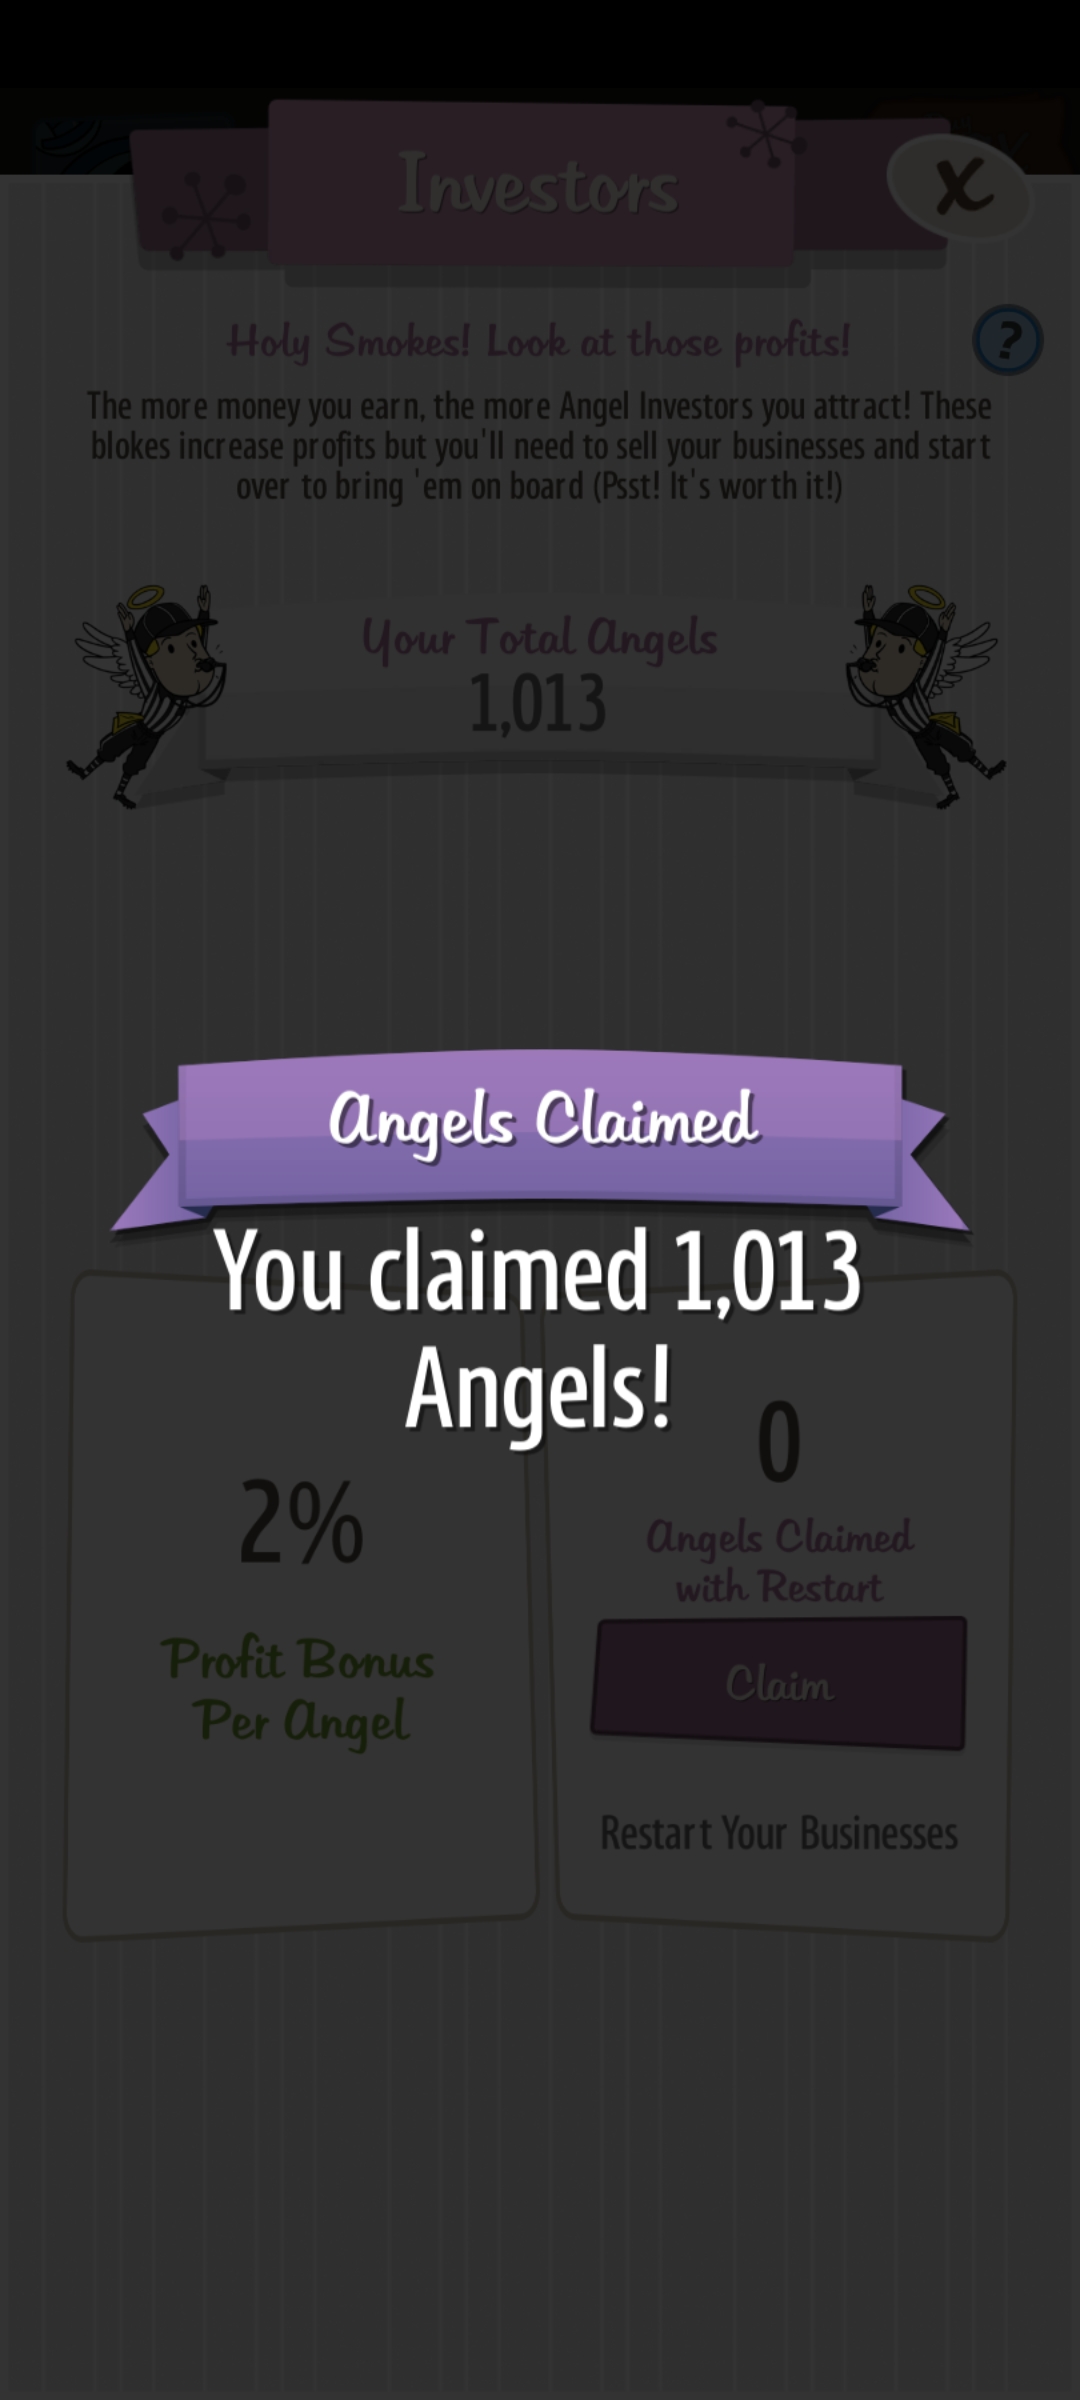 Investors
X
Holy Smokes! Look at those profits!
?
The more money you earn, the more Angel Investors you attract! These
blokes increase profits but you'll need to sell your businesses and start
over to bring 'em on board (Psst! It's worth it!)
Your Total Angels
1,013
Angels Claimed
You claimed 1,013
Angels!
2%
Profit Bonus
Per Angel
0
Angels Claimed
with Restart
Claim
Restart Your Businesses